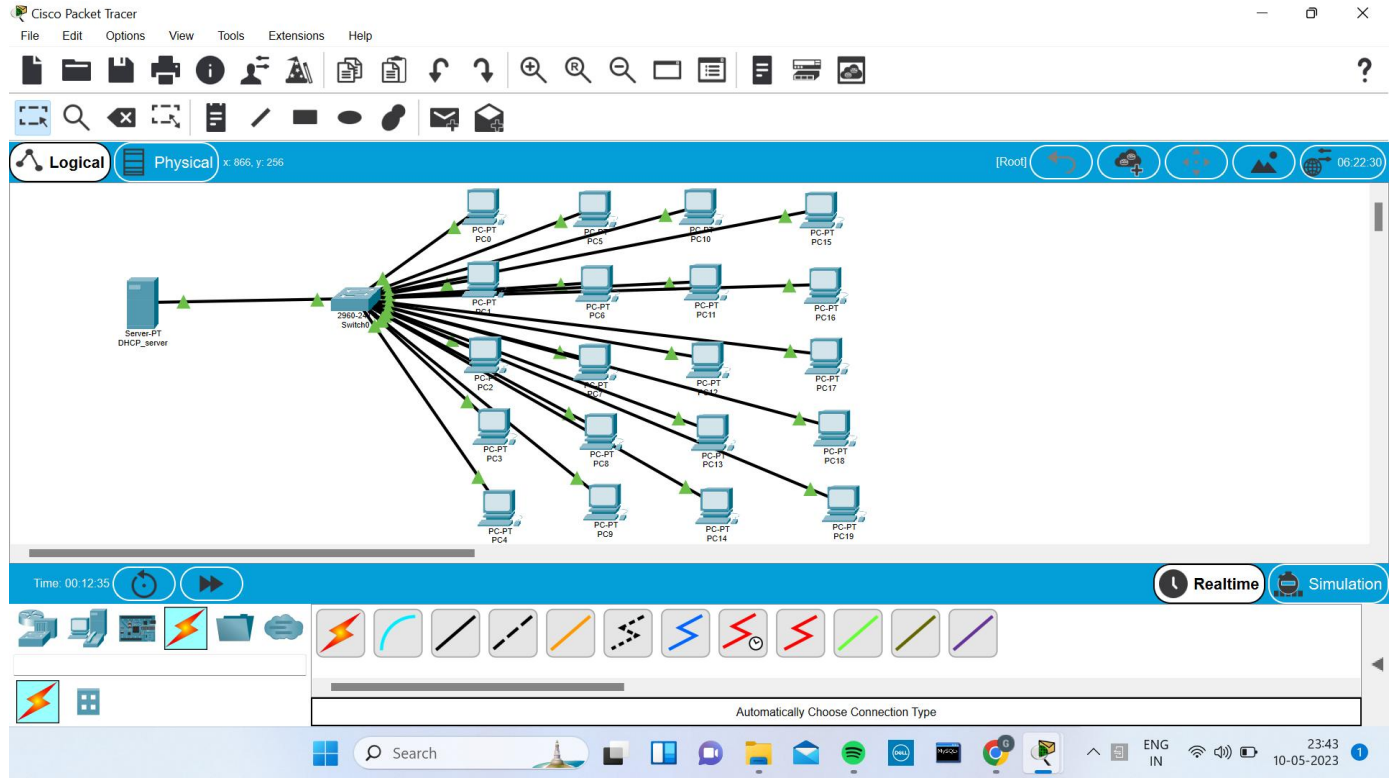 Cisco Packet Tracer
File Edit Options View Tools Extensions Help
Logical Physical x: 866, y: 256 [Root] 06:22:30
PC-PT
PC0
PC-PT
PC5
PC-PT
PC10
PC-PT
PC15
PC-PT
PC1
PC-PT
PC6
PC-PT
PC11
PC-PT
PC16
Server-PT
DHCP_server
2960-24
Switch0
PC-PT
PC2
PC-PT
PC7
PC-PT
PC12
PC-PT
PC17
PC-PT
PC3
PC-PT
PC8
PC-PT
PC13
PC-PT
PC18
PC-PT
PC4
PC-PT
PC9
PC-PT
PC14
PC-PT
PC19
Time: 00:12:35 Realtime Simulation
Automatically Choose Connection Type
Search
DELL
MySQL
G
ENG
IN
23:43
10-05-2023
1